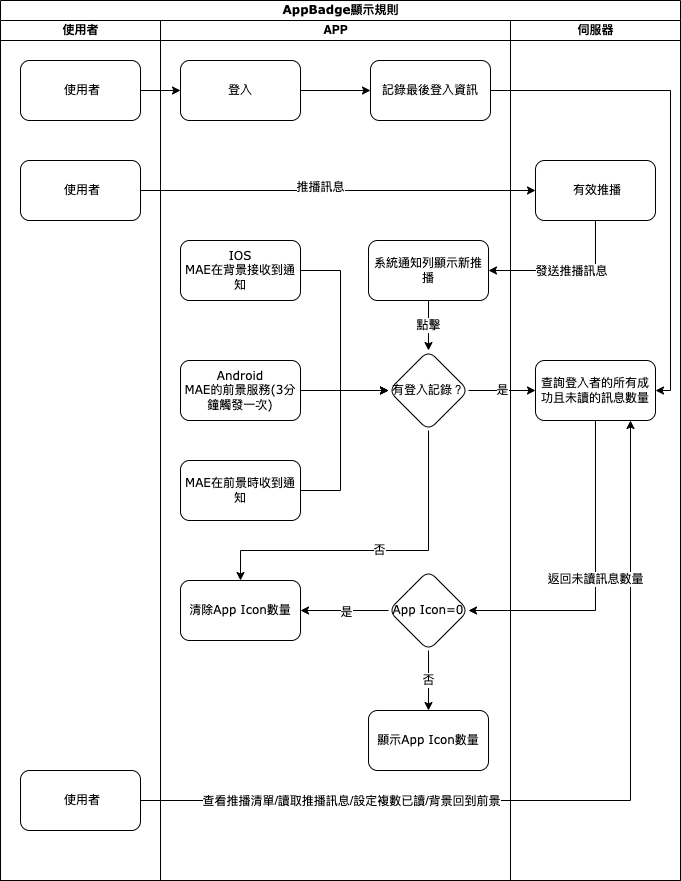 AppBadge顯示規則
使用者
APP
伺服器
使用者
登入
記錄最後登入資訊
使用者
推播訊息
有效推播
IOS
MAE在背景接收到通
知
系統通知列顯示新推
播
發送推播訊息
點擊
Android
MAE的前景服務(3分
鐘觸發一次)
有登入記錄？
是
查詢登入者的所有成
功且未讀的訊息數量
MAE在前景時收到通
知
否
返回未讀訊息數量
清除App Icon數量
是
App Icon=0
否
顯示App Icon數量
使用者
查看推播清單/讀取推播訊息/設定複數已讀/背景回到前景